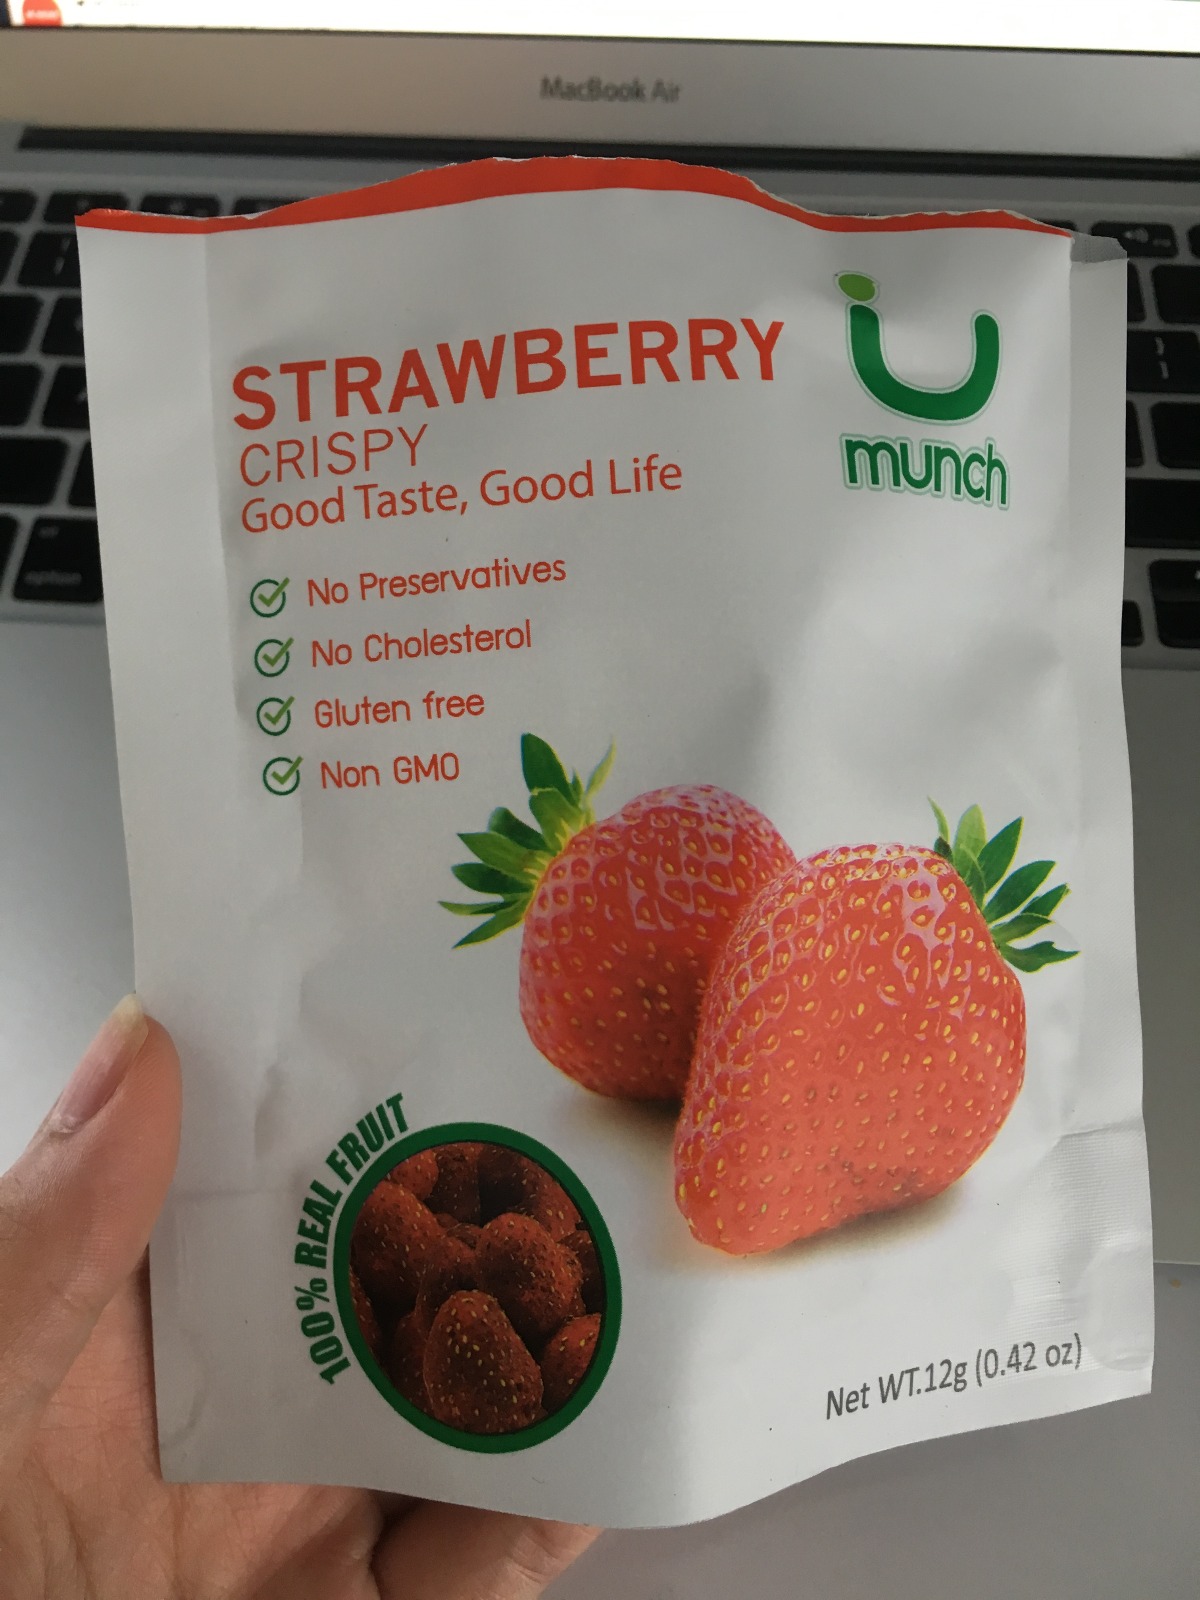 MacBook Air
STRAWBERRY
CRISPY
Good Taste, Good Life
munch
No Preservatives
No Cholesterol
Gluten free
Non GMO
100% REAL FRUIT
Net WT.12g (0.42 oz)
option